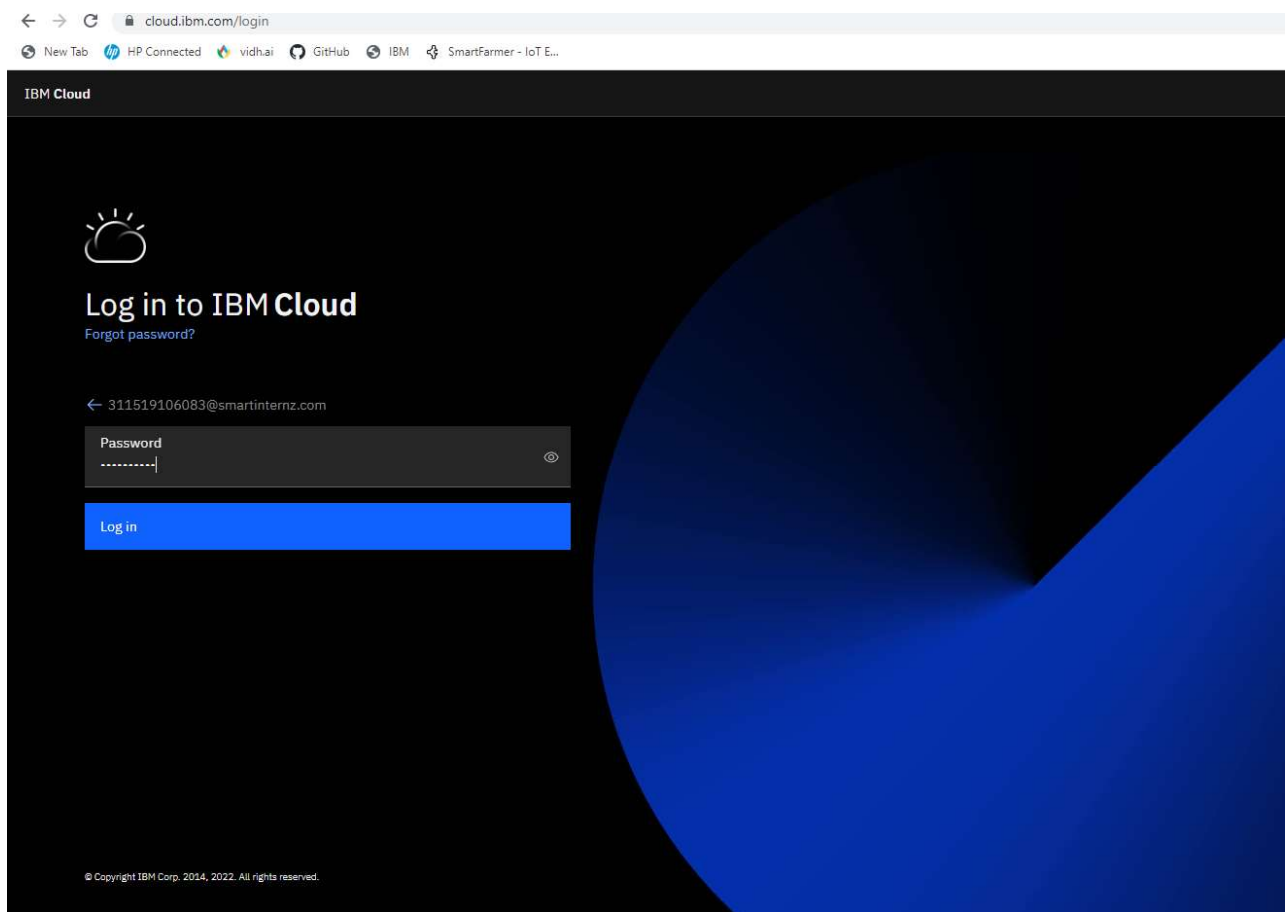 cloud.ibm.com/login
New Tab HP Connected vidh.ai GitHub IBM SmartFarmer - IoT E...
IBM Cloud
Log in to IBM Cloud
Forgot password?
← 311519106083@smartinternz.com
Password
----------
Log in
© Copyright IBM Corp. 2014, 2022. All rights reserved.